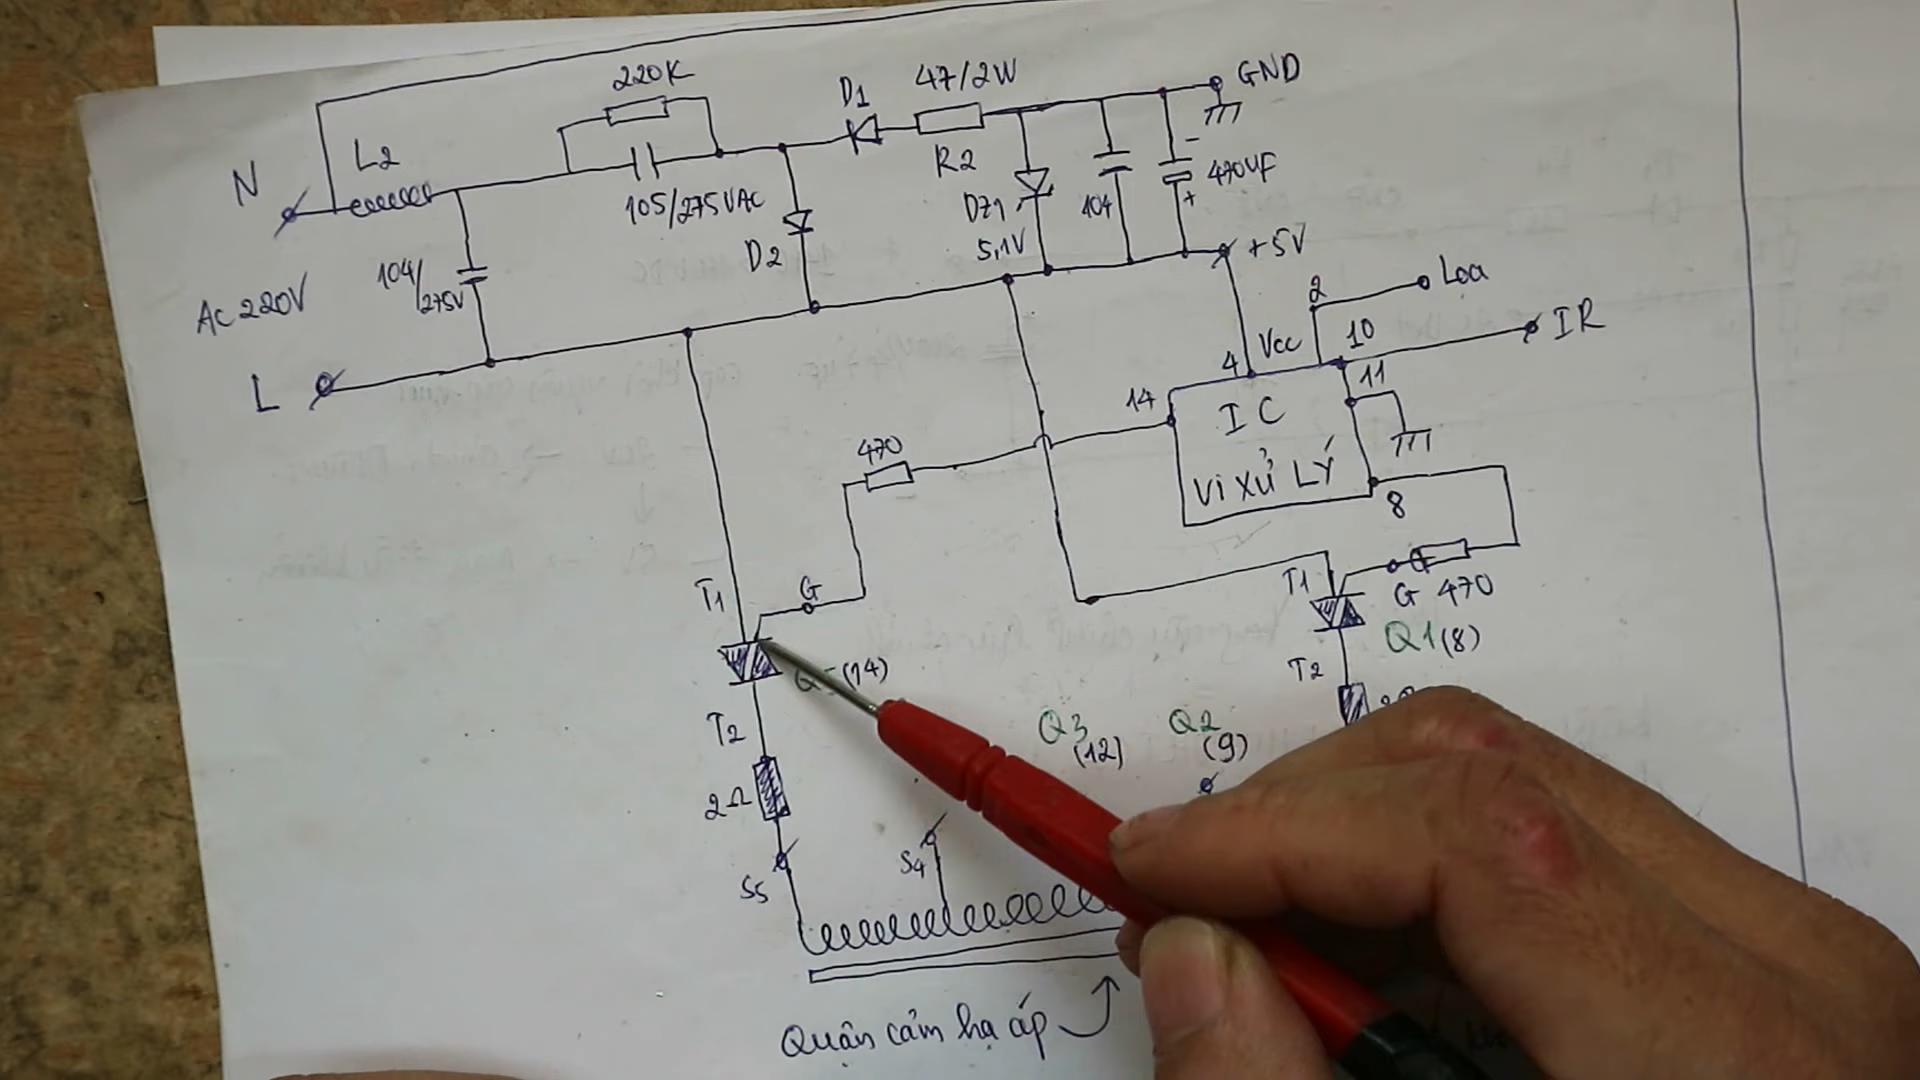 220K
D1
47/2W
GND
N
L2
105/275VAC
R2
D2
DZ1
5,1V
104
470UF
-
+
104/
275V
AC 220V
L
+5V
2
Loa
4
Vcc
10
IR
14
11
IC
VI XỬ LÝ
470
8
T1
G
T1
G 470
Q1(8)
(14)
T2
T2
Q3
(12)
Q2
(9)
2Ω
S4
S5
Quận cảm hạ áp